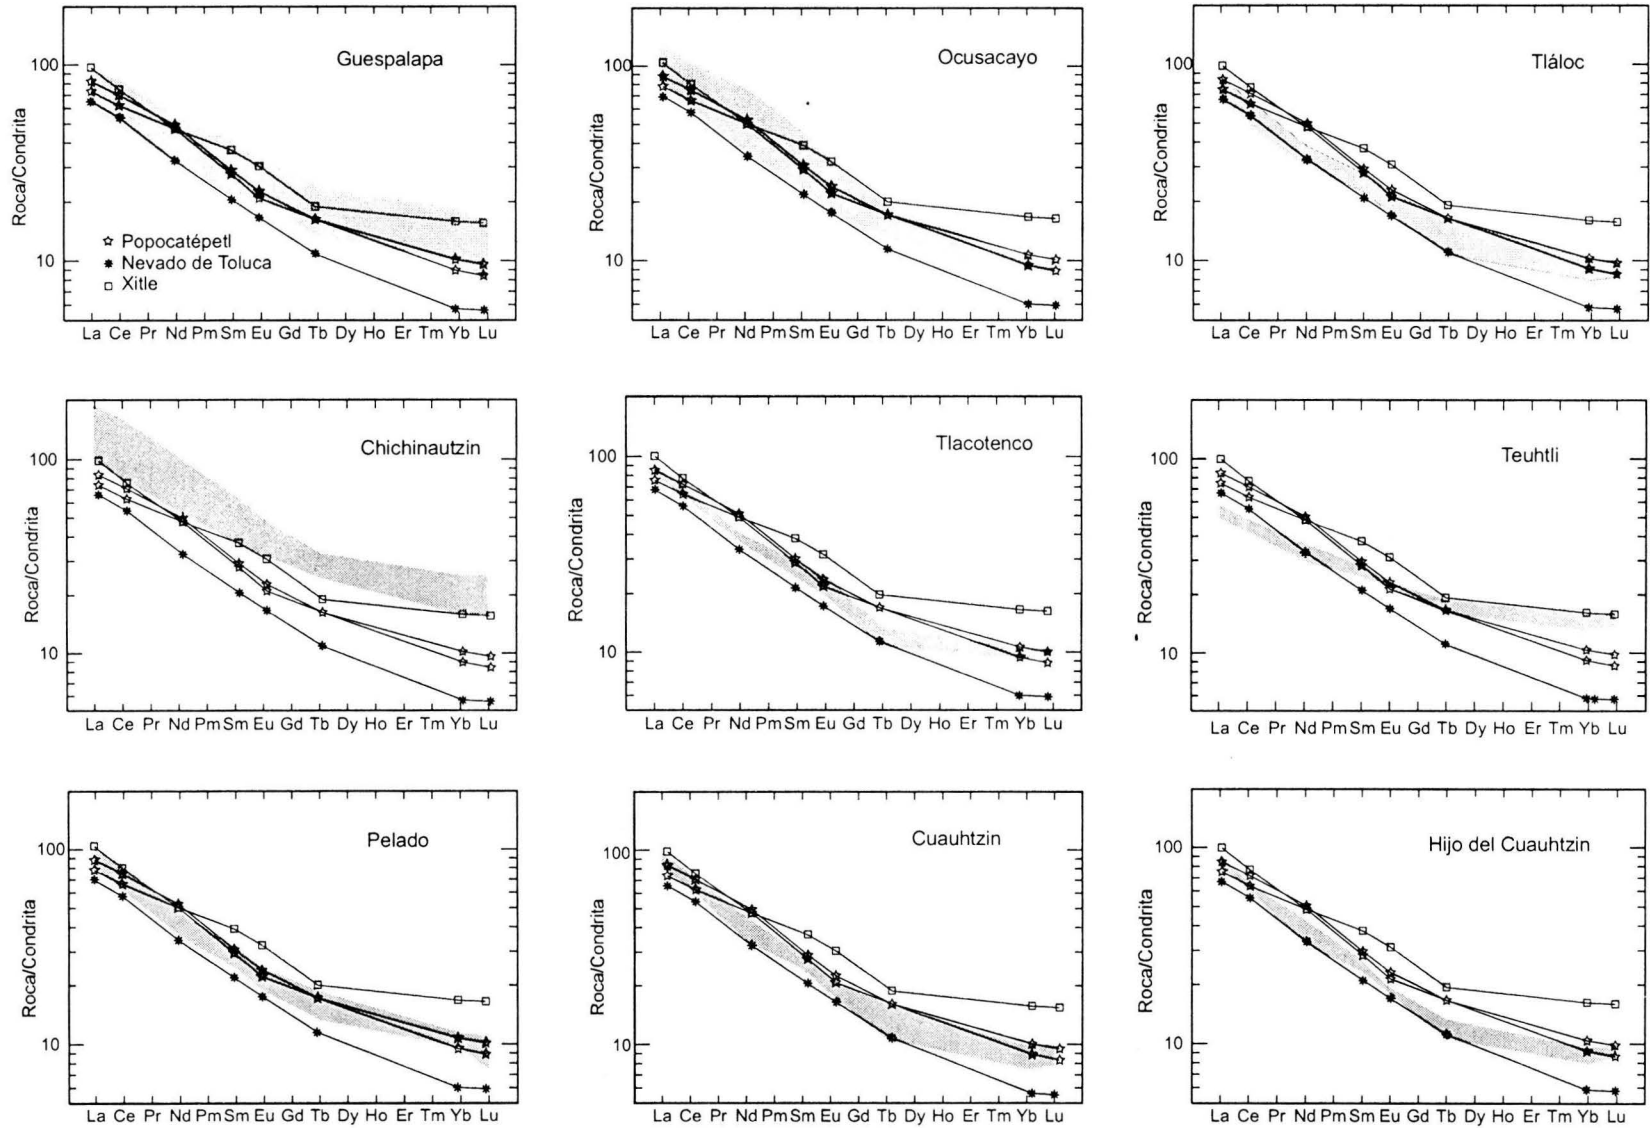 Guespalapa
100
10
Roca/Condrita
Popocatépetl
Nevado de Toluca
Xitle
La Ce Pr Nd Pm Sm Eu Gd Tb Dy Ho Er Tm Yb Lu
Ocusacayo
100
10
Roca/Condrita
La Ce Pr Nd Pm Sm Eu Gd Tb Dy Ho Er Tm Yb Lu
Tláloc
100
10
Roca/Condrita
La Ce Pr Nd Pm Sm Eu Gd Tb Dy Ho Er Tm Yb Lu
Chichinautzin
100
10
Roca/Condrita
La Ce Pr Nd Pm Sm Eu Gd Tb Dy Ho Er Tm Yb Lu
Tlacotenco
100
10
Roca/Condrita
La Ce Pr Nd Pm Sm Eu Gd Tb Dy Ho Er Tm Yb Lu
Teuhtli
100
10
Roca/Condrita
La Ce Pr Nd Pm Sm Eu Gd Tb Dy Ho Er Tm Yb Lu
Pelado
100
10
Roca/Condrita
La Ce Pr Nd Pm Sm Eu Gd Tb Dy Ho Er Tm Yb Lu
Cuauhtzin
100
10
Roca/Condrita
La Ce Pr Nd Pm Sm Eu Gd Tb Dy Ho Er Tm Yb Lu
Hijo del Cuauhtzin
100
10
Roca/Condrita
La Ce Pr Nd Pm Sm Eu Gd Tb Dy Ho Er Tm Yb Lu